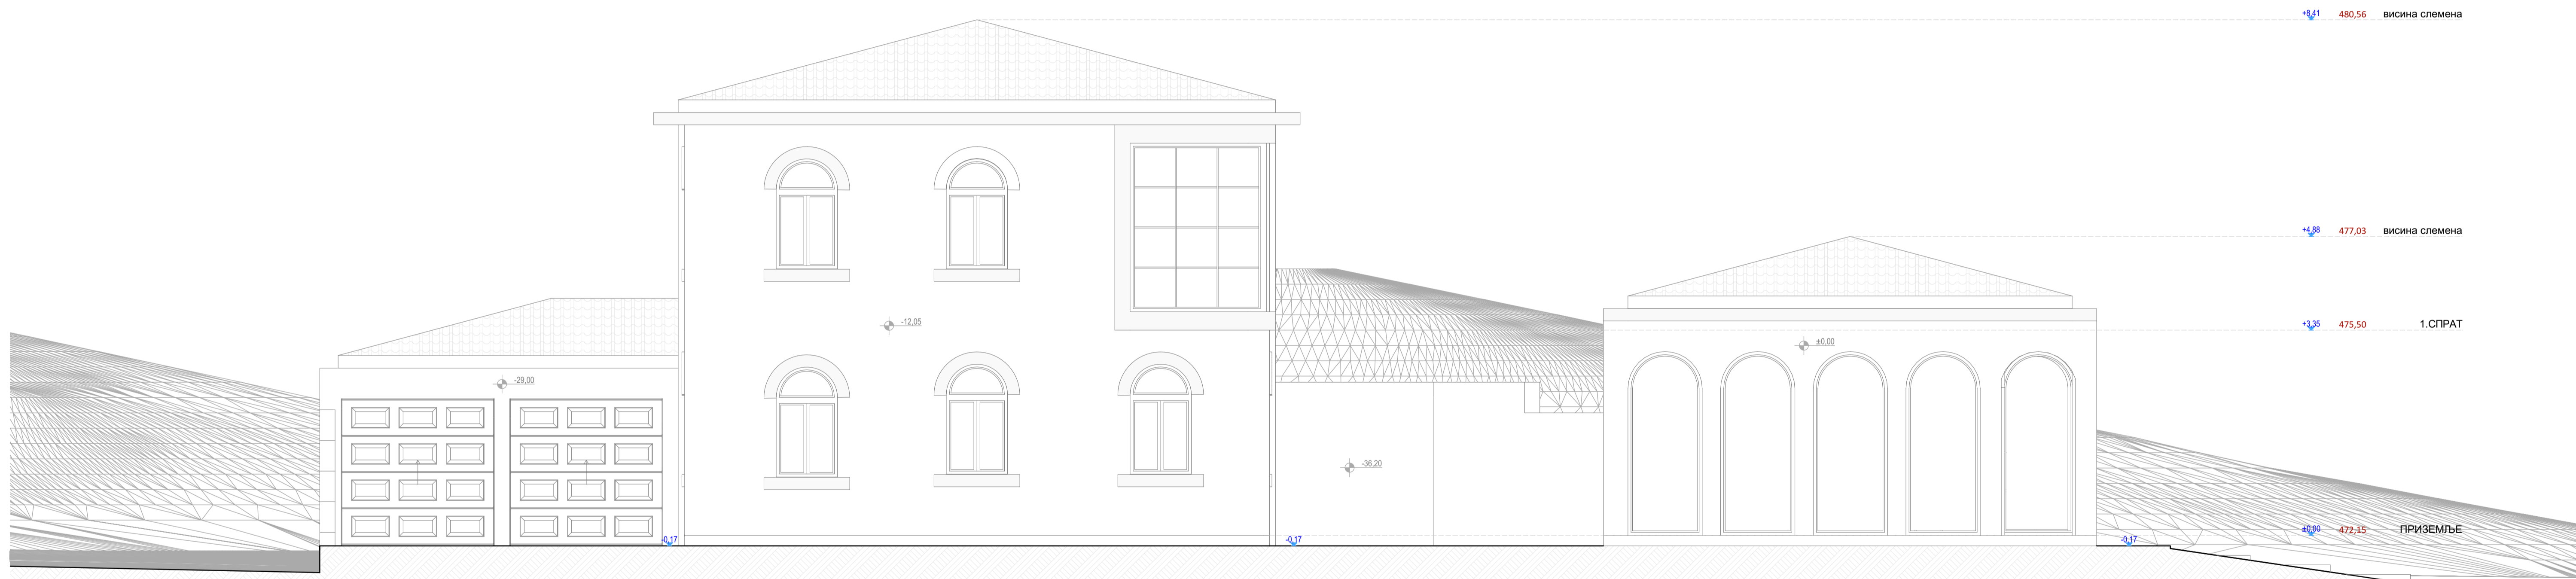 +8,41 480,56 висина слемена
+4,88 477,03 висина слемена
+3,35 475,50 1.СПРАТ
-12,05
±0,00
-29,00
-36,20
±0,00 472,15 ПРИЗЕМЉЕ
-0,17 -0,17 -0,17